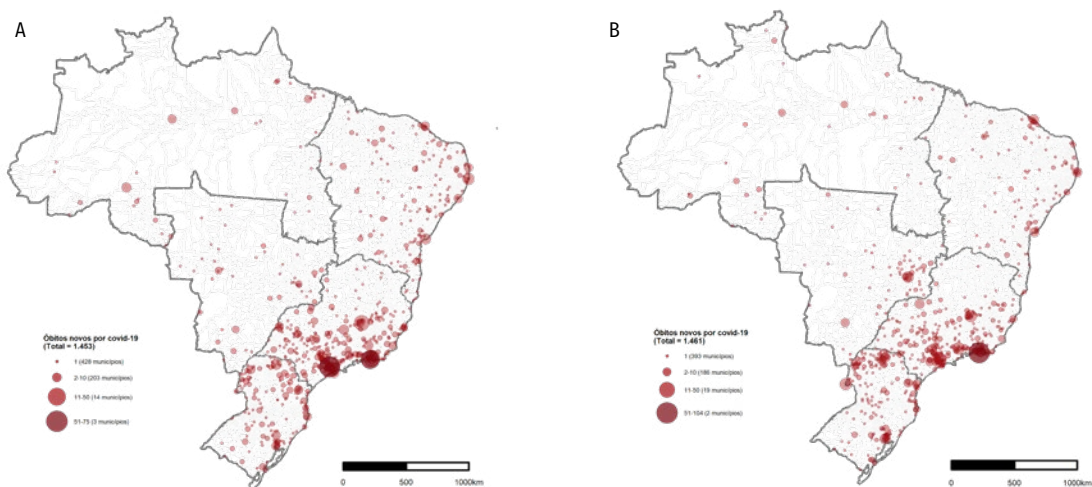 A
Óbitos novos por covid-19
(Total = 1.453)
1 (428 municípios)
2-10 (203 municípios)
11-50 (14 municípios)
51-75 (3 municípios)
0 500 1000km
B
Óbitos novos por covid-19
(Total = 1.461)
1 (393 municípios)
2-10 (186 municípios)
11-50 (19 municípios)
51-104 (2 municípios)
0 500 1000km